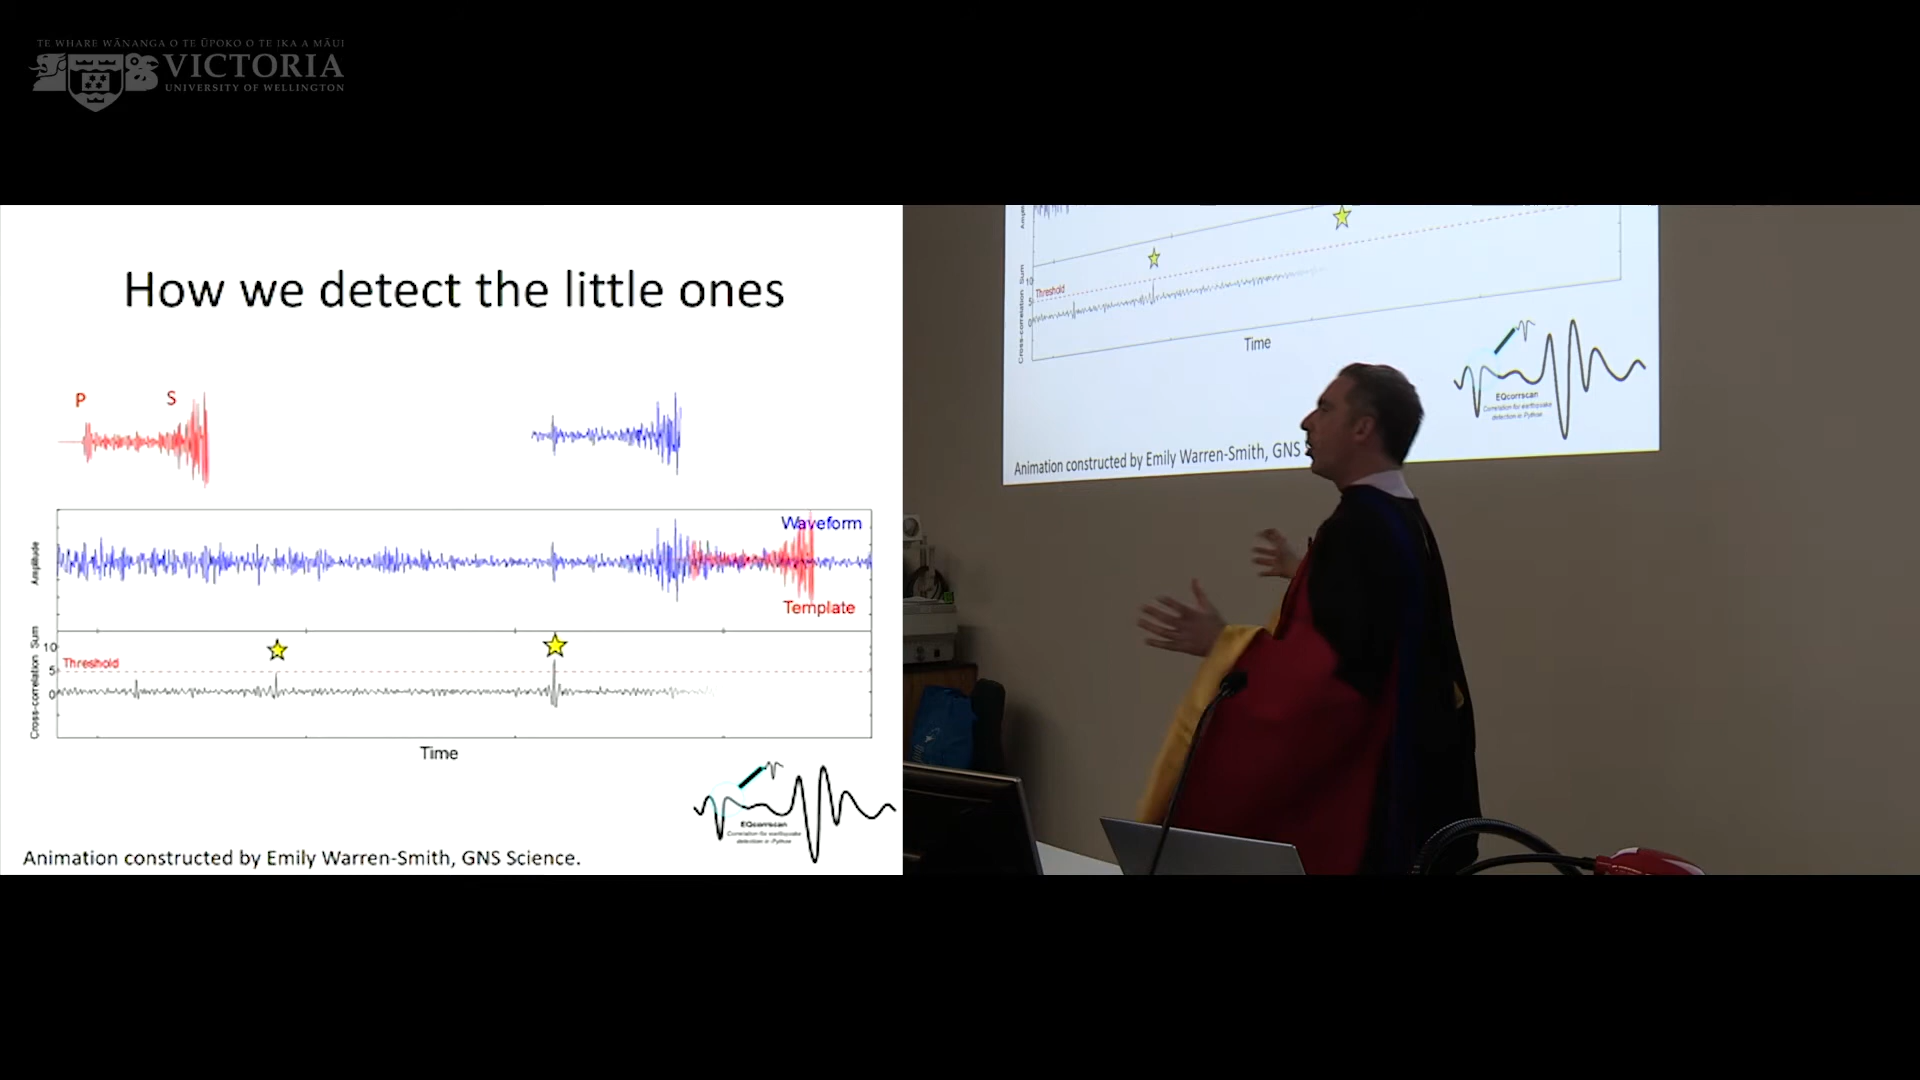 TE WHARE WĀNANGA O TE ŪPOKO O TE IKA A MĀUI
VICTORIA
UNIVERSITY OF WELLINGTON
How we detect the little ones
P
S
Waveform
Amplitude
Template
Cross-correlation Sum
10
5
0
Threshold
Time
EQcorrscan
Correlation for earthquake
detection in Python
Animation constructed by Emily Warren-Smith, GNS Science.
Cross-correlation Sum
10
5
0
Threshold
Time
EQcorrscan
Correlation for earthquake
detection in Python
Animation constructed by Emily Warren-Smith, GNS S